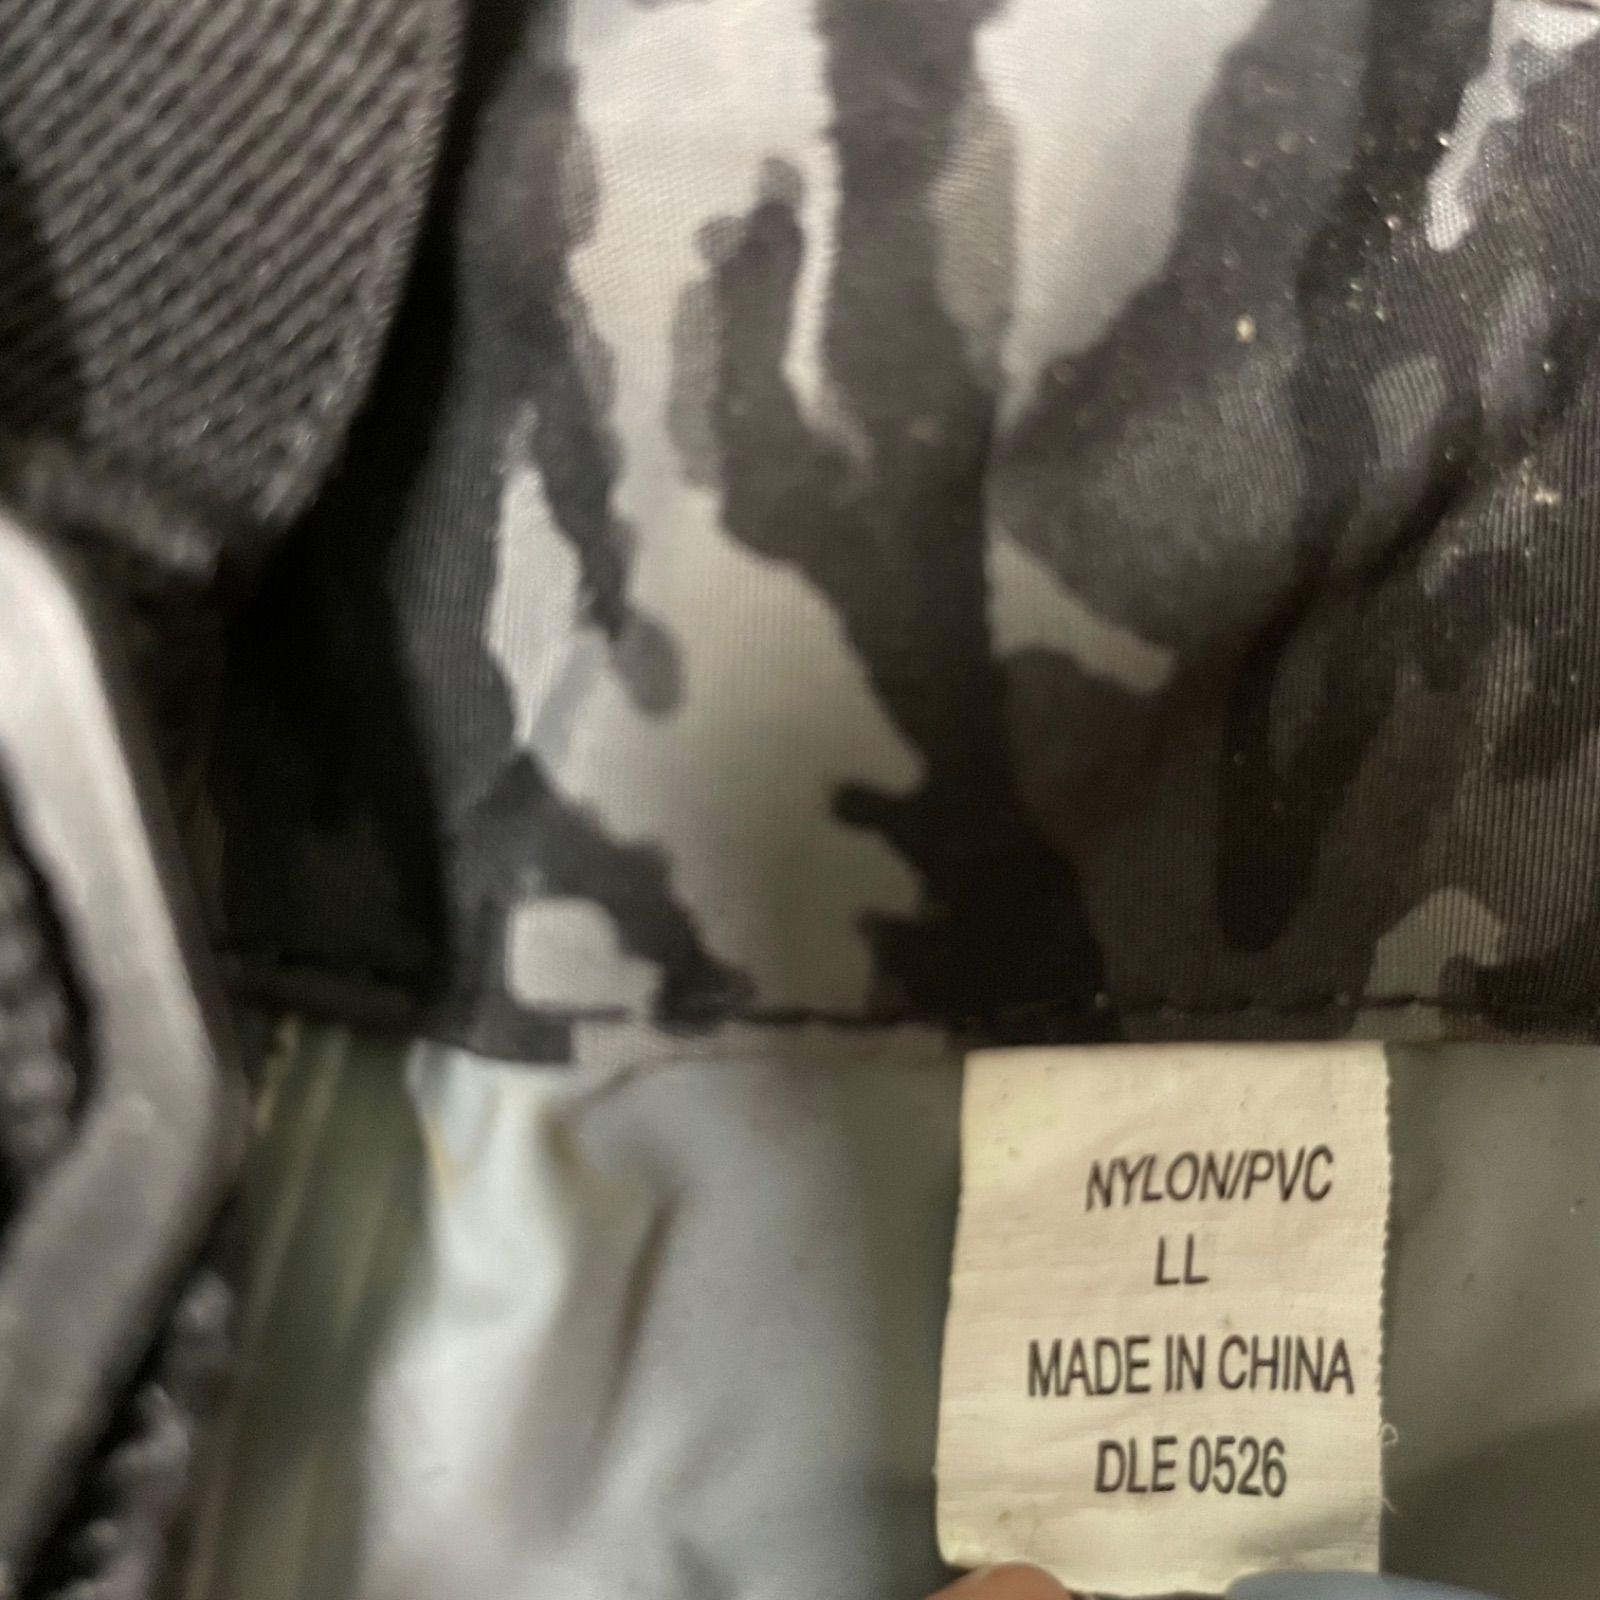 NYLON/PVC
LL
MADE IN CHINA
DLE 0526